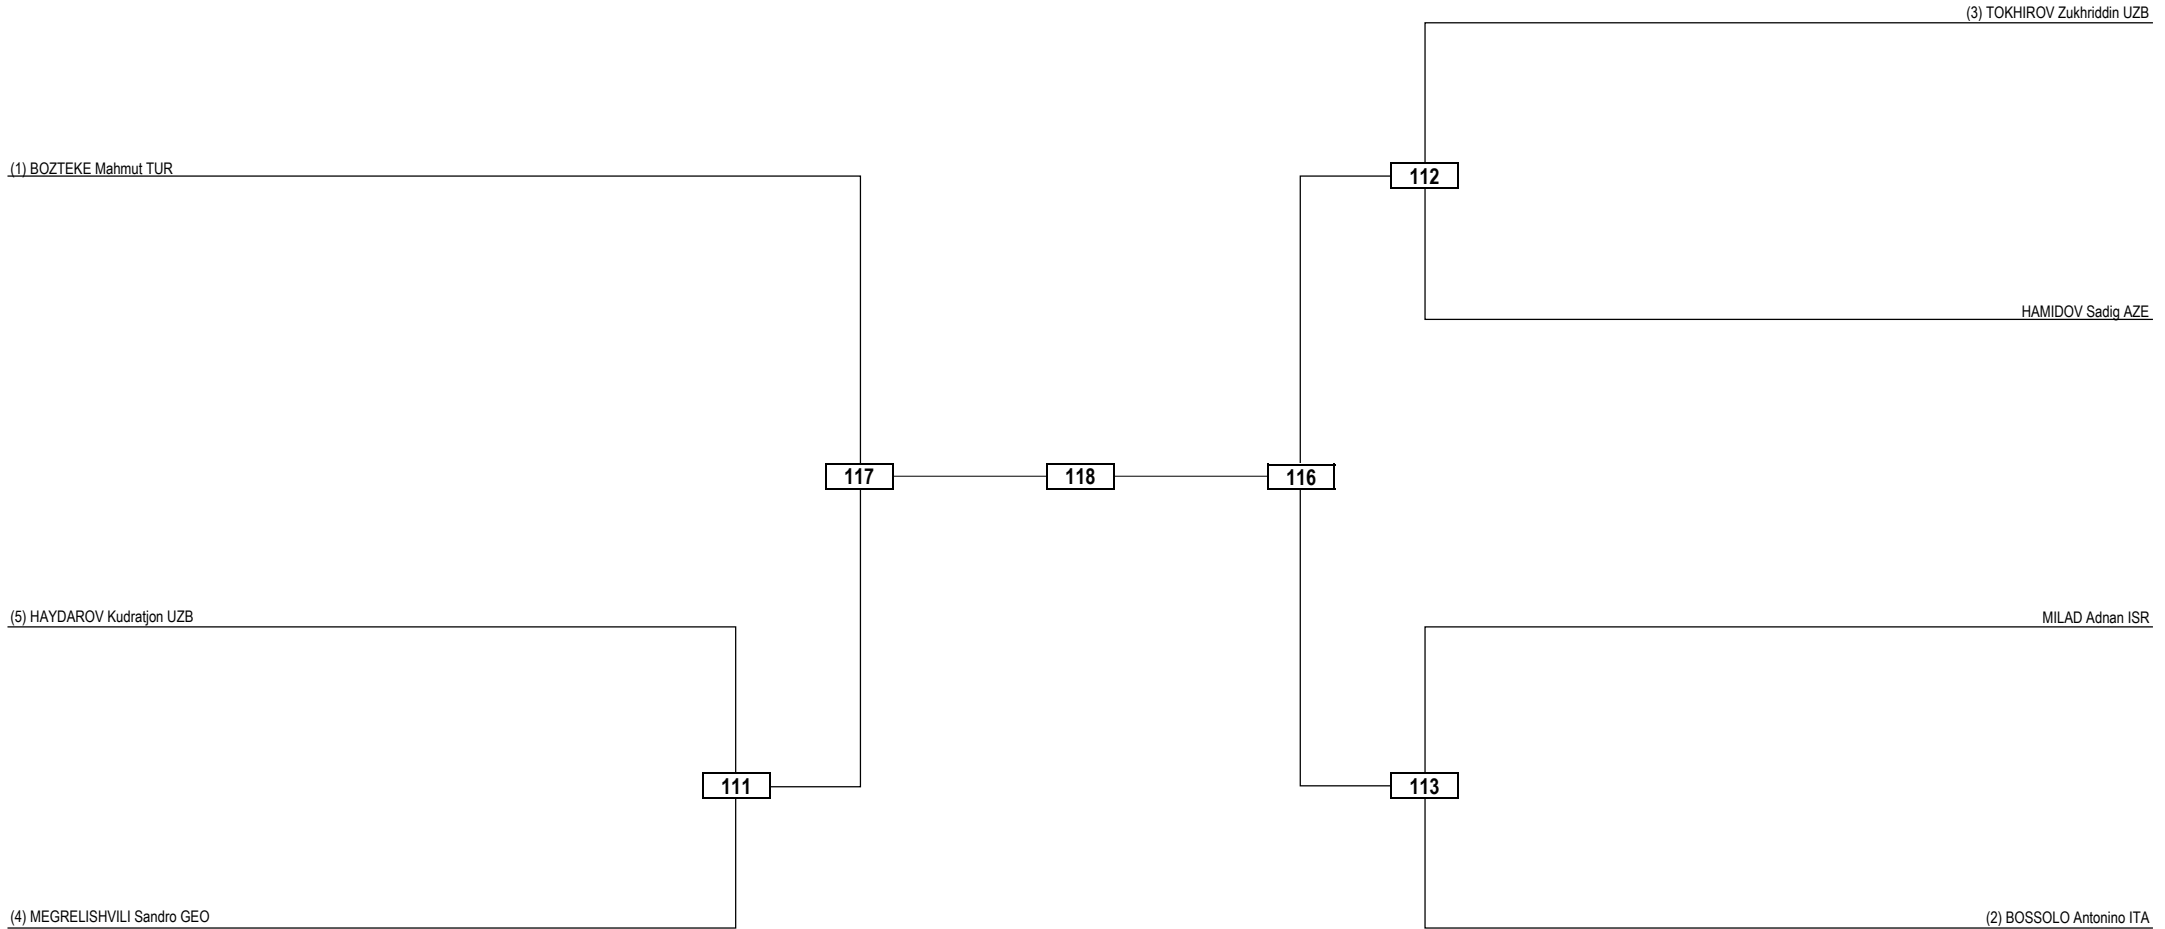 (3) TOKHIROV Zukhriddin UZB
(1) BOZTEKE Mahmut TUR
112
HAMIDOV Sadig AZE
117
118
116
(5) HAYDAROV Kudratjon UZB
MILAD Adnan ISR
111
113
(4) MEGRELISHVILI Sandro GEO
(2) BOSSOLO Antonino ITA